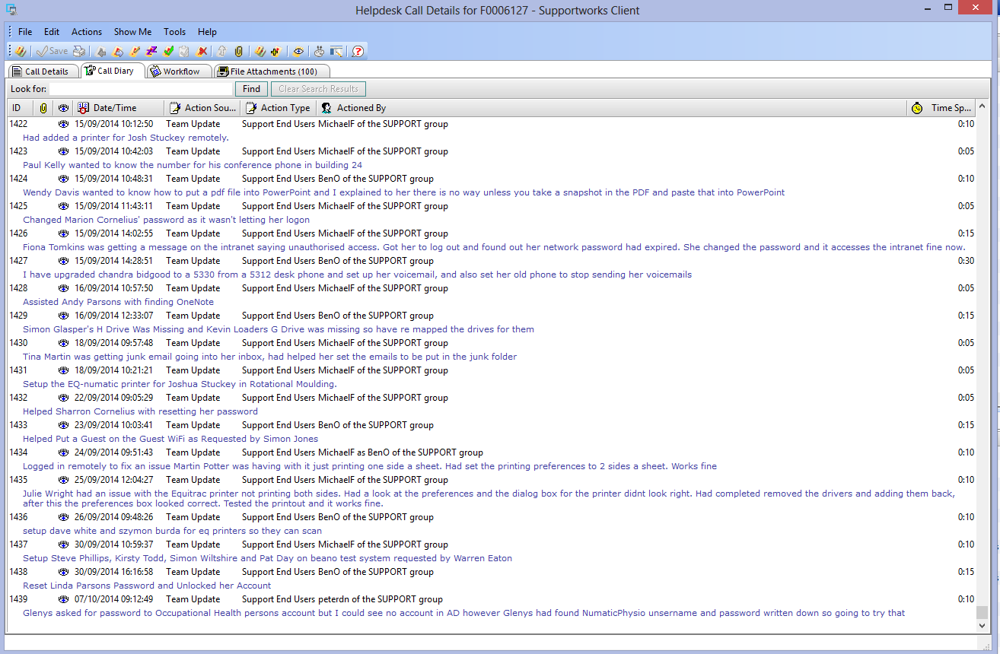 Helpdesk Call Details for F0006127 - Supportworks Client
File Edit Actions Show Me Tools Help
Save
Call Details Call Diary Workflow File Attachments (100)
Look for: Find Clear Search Results
ID Date/Time Action Sou... Action Type Actioned By Time Sp...
1422 15/09/2014 10:12:50 Team Update Support End Users MichaelF of the SUPPORT group 0:10
Had added a printer for Josh Stuckey remotely.
1423 15/09/2014 10:42:03 Team Update Support End Users MichaelF of the SUPPORT group 0:05
Paul Kelly wanted to know the number for his conference phone in building 24
1424 15/09/2014 10:48:31 Team Update Support End Users BenO of the SUPPORT group 0:10
Wendy Davis wanted to know how to put a pdf file into PowerPoint and I explained to her there is no way unless you take a snapshot in the PDF and paste that into PowerPoint
1425 15/09/2014 11:43:11 Team Update Support End Users MichaelF of the SUPPORT group 0:05
Changed Marion Cornelius' password as it wasn't letting her logon
1426 15/09/2014 14:02:55 Team Update Support End Users MichaelF of the SUPPORT group 0:15
Fiona Tomkins was getting a message on the intranet saying unauthorised access. Got her to log out and found out her network password had expired. She changed the password and it accesses the intranet fine now.
1427 15/09/2014 14:28:51 Team Update Support End Users BenO of the SUPPORT group 0:30
I have upgraded chandra bidgood to a 5330 from a 5312 desk phone and set up her voicemail, and also set her old phone to stop sending her voicemails
1428 16/09/2014 10:57:50 Team Update Support End Users MichaelF of the SUPPORT group 0:05
Assisted Andy Parsons with finding OneNote
1429 16/09/2014 12:33:07 Team Update Support End Users BenO of the SUPPORT group 0:15
Simon Glasper's H Drive Was Missing and Kevin Loaders G Drive was missing so have re mapped the drives for them
1430 18/09/2014 09:57:48 Team Update Support End Users MichaelF of the SUPPORT group 0:05
Tina Martin was getting junk email going into her inbox, had helped her set the emails to be put in the junk folder
1431 18/09/2014 10:21:21 Team Update Support End Users MichaelF of the SUPPORT group 0:05
Setup the EQ-numatic printer for Joshua Stuckey in Rotational Moulding.
1432 22/09/2014 09:05:29 Team Update Support End Users MichaelF of the SUPPORT group 0:05
Helped Sharron Cornelius with resetting her password
1433 23/09/2014 10:03:41 Team Update Support End Users BenO of the SUPPORT group 0:15
Helped Put a Guest on the Guest WiFi as Requested by Simon Jones
1434 24/09/2014 09:51:43 Team Update Support End Users MichaelF as BenO of the SUPPORT group 0:10
Logged in remotely to fix an issue Martin Potter was having with it just printing one side a sheet. Had set the printing preferences to 2 sides a sheet. Works fine
1435 25/09/2014 12:04:27 Team Update Support End Users MichaelF of the SUPPORT group 0:10
Julie Wright had an issue with the Equitrac printer not printing both sides. Had a look at the preferences and the dialog box for the printer didnt look right. Had completed removed the drivers and adding them back,
after this the preferences box looked correct. Tested the printout and it works fine.
1436 26/09/2014 09:48:26 Team Update Support End Users BenO of the SUPPORT group 0:10
setup dave white and szymon burda for eq printers so they can scan
1437 30/09/2014 10:59:37 Team Update Support End Users MichaelF of the SUPPORT group 0:10
Setup Steve Phillips, Kirsty Todd, Simon Wiltshire and Pat Day on beano test system requested by Warren Eaton
1438 30/09/2014 16:16:58 Team Update Support End Users BenO of the SUPPORT group 0:15
Reset Linda Parsons Password and Unlocked her Account
1439 07/10/2014 09:12:49 Team Update Support End Users peterdn of the SUPPORT group 0:10
Glenys asked for password to Occupational Health persons account but I could see no account in AD however Glenys had found NumaticPhysio unsername and password written down so going to try that